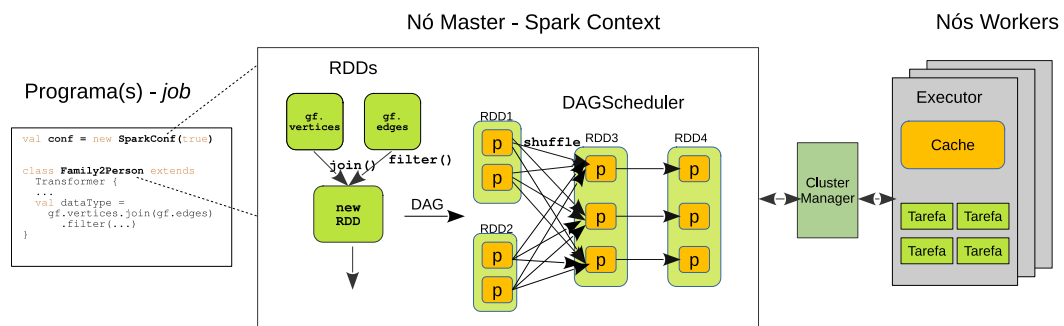 Nó Master - Spark Context
Nós Workers
Programa(s) - job
val conf = new SparkConf(true)
class Family2Person extends
Transformer {
...
val dataType =
gf.vertices.join(gf.edges)
.filter(...)
}
RDDs
gf.
vertices
gf.
edges
join()
filter()
new
RDD
DAG
DAGScheduler
RDD1
p
p
shuffle
RDD2
p
p
RDD3
p
p
p
RDD4
p
p
p
Cluster
Manager
Executor
Cache
Tarefa
Tarefa
Tarefa
Tarefa